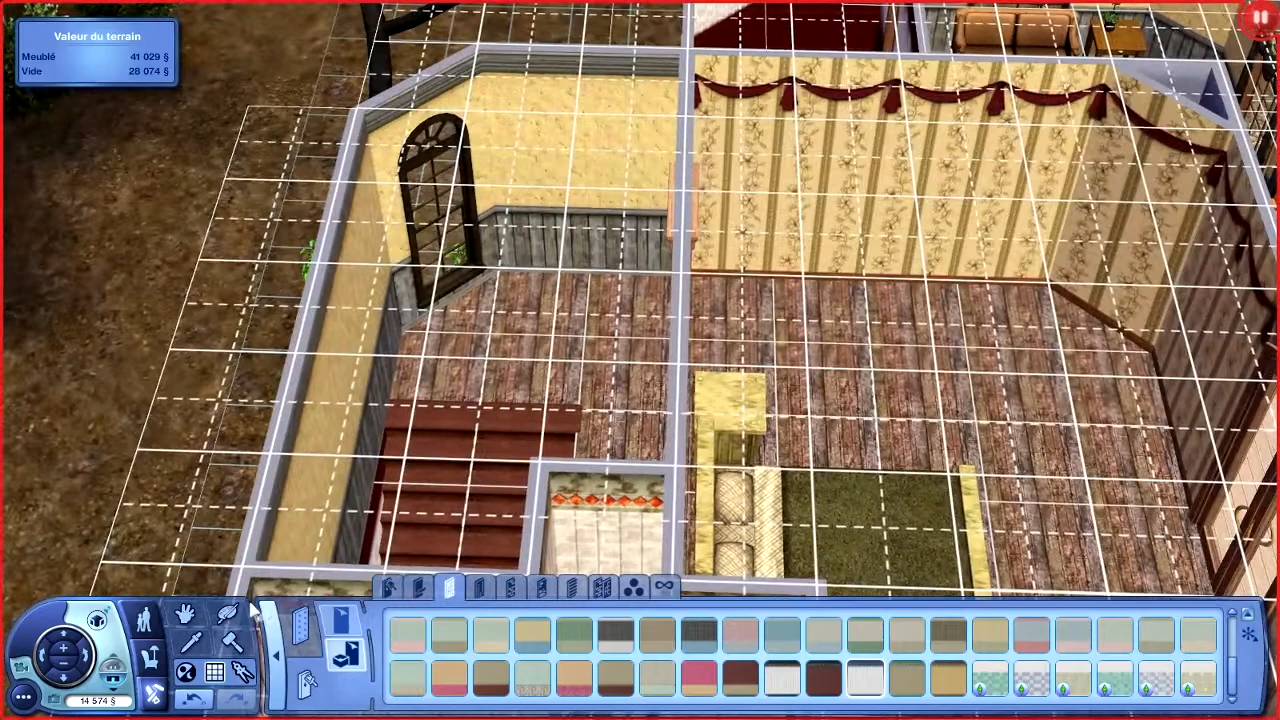 Valeur du terrain
Meublé 41 029 §
Vide 28 074 §
14 574 §